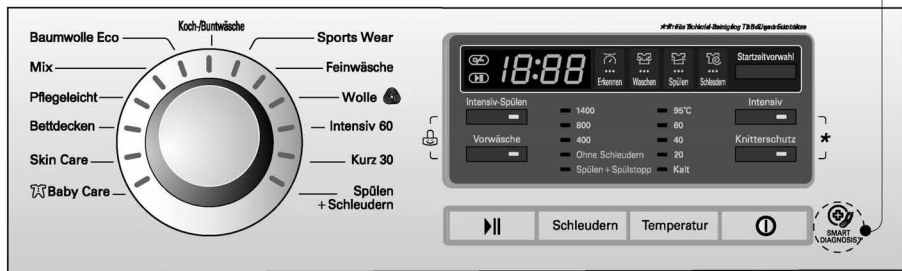 Koch-/Buntwäsche
Baumwolle Eco
Mix
Pflegeleicht
Bettdecken
Skin Care
Baby Care
Sports Wear
Feinwäsche
Wolle
Intensiv 60
Kurz 30
Spülen
+Schleudern
18:88
Erkennen
Waschen
Spülen
Schleudern
Startzeitvorwahl
Intensiv-Spülen
Vorwäsche
1400
800
400
Ohne Schleudern
Spülen+Spülstopp
95°C
60
40
20
Kalt
Intensiv
Knitterschutz
*
Schleudern
Temperatur
SMART
DIAGNOSIS